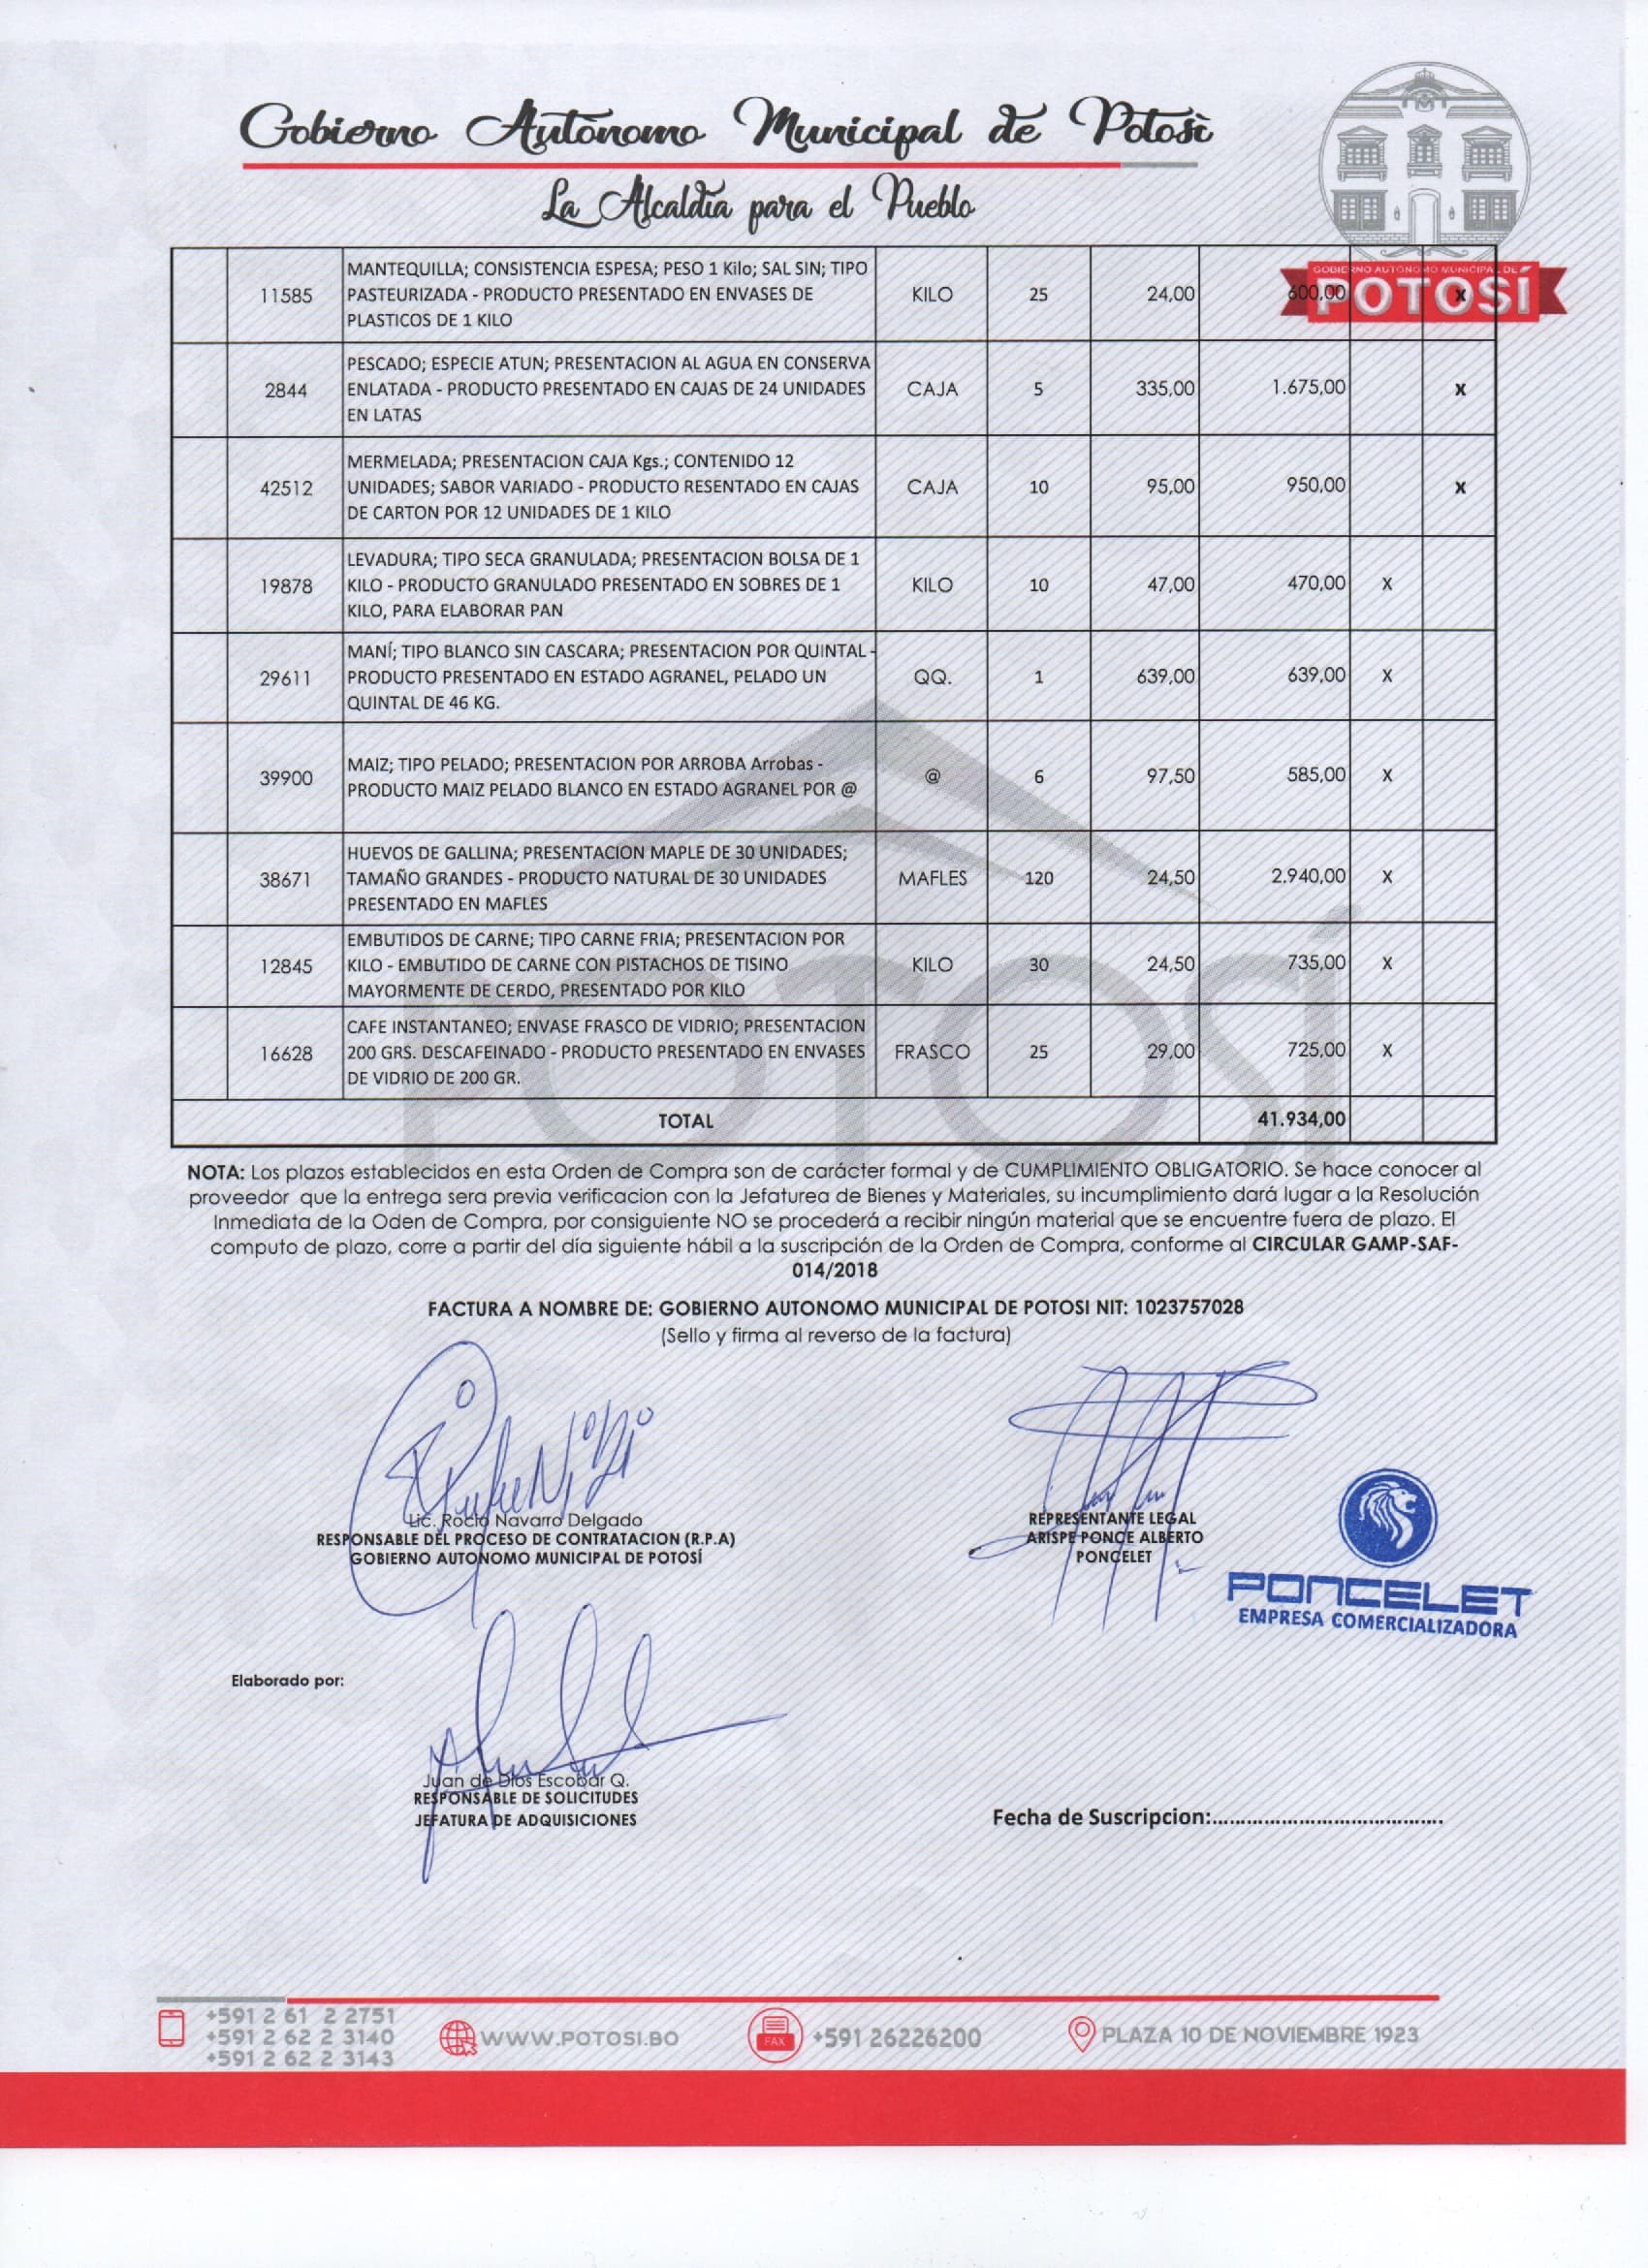 Gobierno Autònomo Municipal de Potosì
La Alcaldìa para el Pueblo
GOBIERNO AUTONOMO MUNICIPAL DE
POTOSÍ
11585 MANTEQUILLA; CONSISTENCIA ESPESA; PESO 1 Kilo; SAL SIN; TIPO
PASTEURIZADA - PRODUCTO PRESENTADO EN ENVASES DE KILO 25 24,00 600,00 x
PLASTICOS DE 1 KILO
PESCADO; ESPECIE ATUN; PRESENTACION AL AGUA EN CONSERVA
2844 ENLATADA - PRODUCTO PRESENTADO EN CAJAS DE 24 UNIDADES CAJA 5 335,00 1.675,00 x
EN LATAS
MERMELADA; PRESENTACION CAJA Kgs.; CONTENIDO 12
42512 UNIDADES; SABOR VARIADO - PRODUCTO RESENTADO EN CAJAS CAJA 10 95,00 950,00 x
DE CARTON POR 12 UNIDADES DE 1 KILO
LEVADURA; TIPO SECA GRANULADA; PRESENTACION BOLSA DE 1
19878 KILO - PRODUCTO GRANULADO PRESENTADO EN SOBRES DE 1 KILO 10 47,00 470,00 X
KILO, PARA ELABORAR PAN
MANÍ; TIPO BLANCO SIN CASCARA; PRESENTACION POR QUINTAL -
29611 PRODUCTO PRESENTADO EN ESTADO AGRANEL, PELADO UN QQ. 1 639,00 639,00 X
QUINTAL DE 46 KG.
MAIZ; TIPO PELADO; PRESENTACION POR ARROBA Arrobas -
39900 PRODUCTO MAIZ PELADO BLANCO EN ESTADO AGRANEL POR @ @ 6 97,50 585,00 X
HUEVOS DE GALLINA; PRESENTACION MAPLE DE 30 UNIDADES;
38671 TAMAÑO GRANDES - PRODUCTO NATURAL DE 30 UNIDADES MAFLES 120 24,50 2.940,00 X
PRESENTADO EN MAFLES
EMBUTIDOS DE CARNE; TIPO CARNE FRIA; PRESENTACION POR
12845 KILO - EMBUTIDO DE CARNE CON PISTACHOS DE TISINO KILO 30 24,50 735,00 X
MAYORMENTE DE CERDO, PRESENTADO POR KILO
CAFE INSTANTANEO; ENVASE FRASCO DE VIDRIO; PRESENTACION
16628 200 GRS. DESCAFEINADO - PRODUCTO PRESENTADO EN ENVASES FRASCO 25 29,00 725,00 X
DE VIDRIO DE 200 GR.
TOTAL 41.934,00
POTOSÍ
NOTA: Los plazos establecidos en esta Orden de Compra son de carácter formal y de CUMPLIMIENTO OBLIGATORIO. Se hace conocer al
proveedor que la entrega sera previa verificacion con la Jefaturea de Bienes y Materiales, su incumplimiento dará lugar a la Resolución
Inmediata de la Oden de Compra, por consiguiente NO se procederá a recibir ningún material que se encuentre fuera de plazo. El
computo de plazo, corre a partir del día siguiente hábil a la suscripción de la Orden de Compra, conforme al CIRCULAR GAMP-SAF-
014/2018
FACTURA A NOMBRE DE: GOBIERNO AUTONOMO MUNICIPAL DE POTOSI NIT: 1023757028
(Sello y firma al reverso de la factura)
Lic. Rocio Navarro Delgado
RESPONSABLE DEL PROCESO DE CONTRATACION (R.P.A)
GOBIERNO AUTONOMO MUNICIPAL DE POTOSÍ
REPRESENTANTE LEGAL
ARISPE PONCE ALBERTO
PONCELET
PONCELET
EMPRESA COMERCIALIZADORA
Elaborado por:
Juan de Dios Escobar Q.
RESPONSABLE DE SOLICITUDES
JEFATURA DE ADQUISICIONES
Fecha de Suscripcion:........................................
+591 2 61 2 2751
+591 2 62 2 3140
+591 2 62 2 3143
WWW.POTOSI.BO
FAX
+591 26226200
PLAZA 10 DE NOVIEMBRE 1923